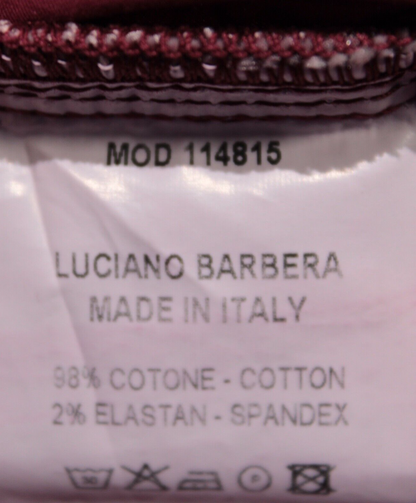 MOD 114815
LUCIANO BARBERA
MADE IN ITALY
98% COTONE - COTTON
2% ELASTAN - SPANDEX